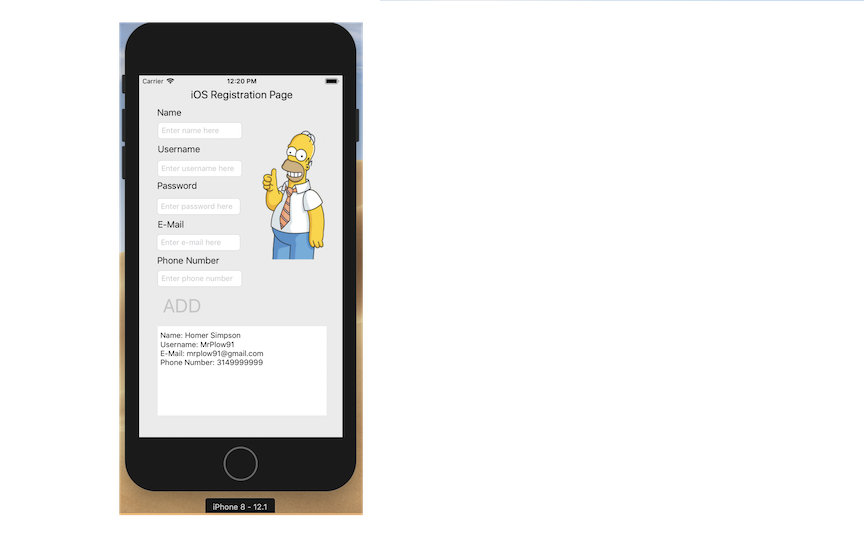 Carrier 12:20 PM
iOS Registration Page
Name
Enter name here
Username
Enter username here
Password
Enter password here
E-Mail
Enter e-mail here
Phone Number
Enter phone number
ADD
Name: Homer Simpson
Username: MrPlow91
E-Mail: mrplow91@gmail.com
Phone Number: 3149999999
iPhone 8 - 12.1